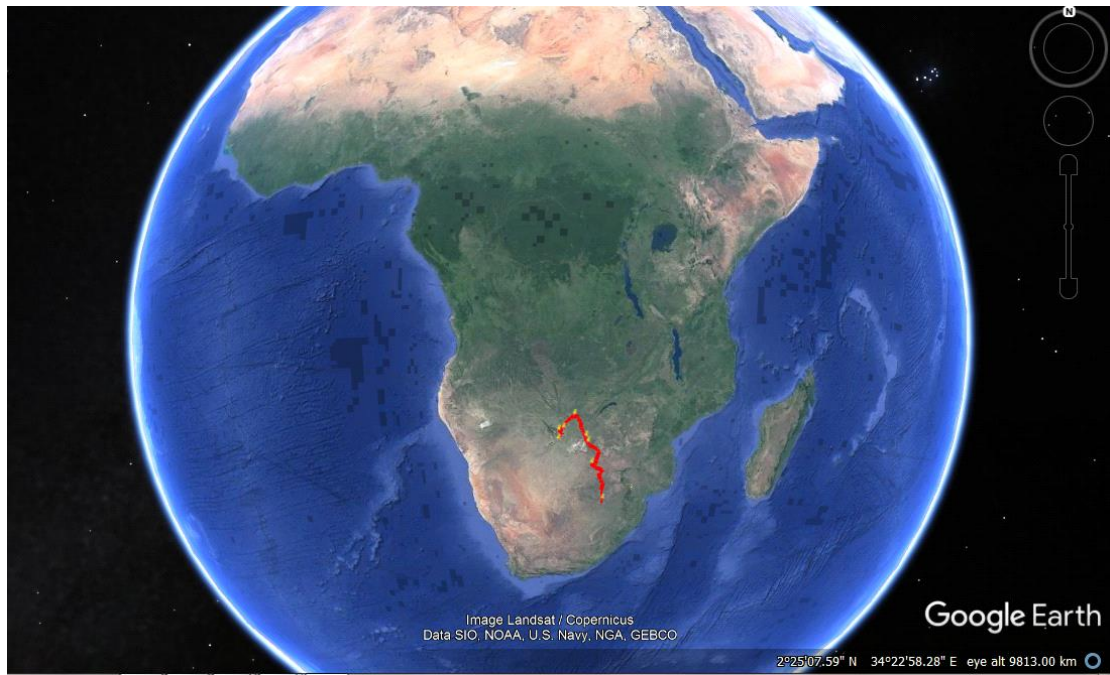 N
Image Landsat / Copernicus
Data SIO, NOAA, U.S. Navy, NGA, GEBCO
Google Earth
2°25'07.59" N 34°22'58.28" E eye alt 9813.00 km